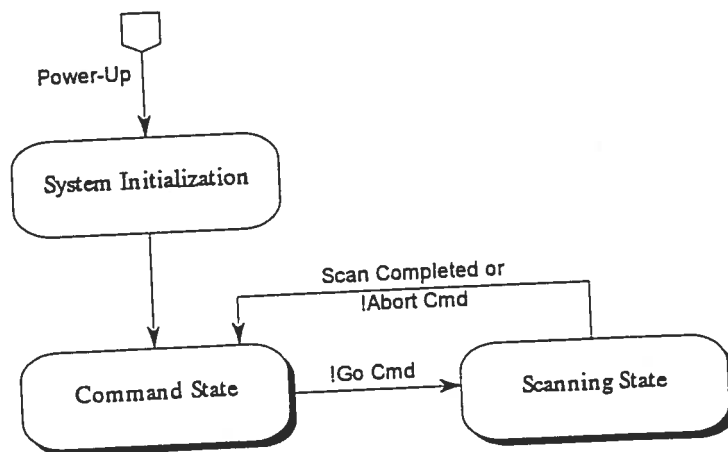 Power-Up
System Initialization
Scan Completed or
!Abort Cmd
Command State
!Go Cmd
Scanning State